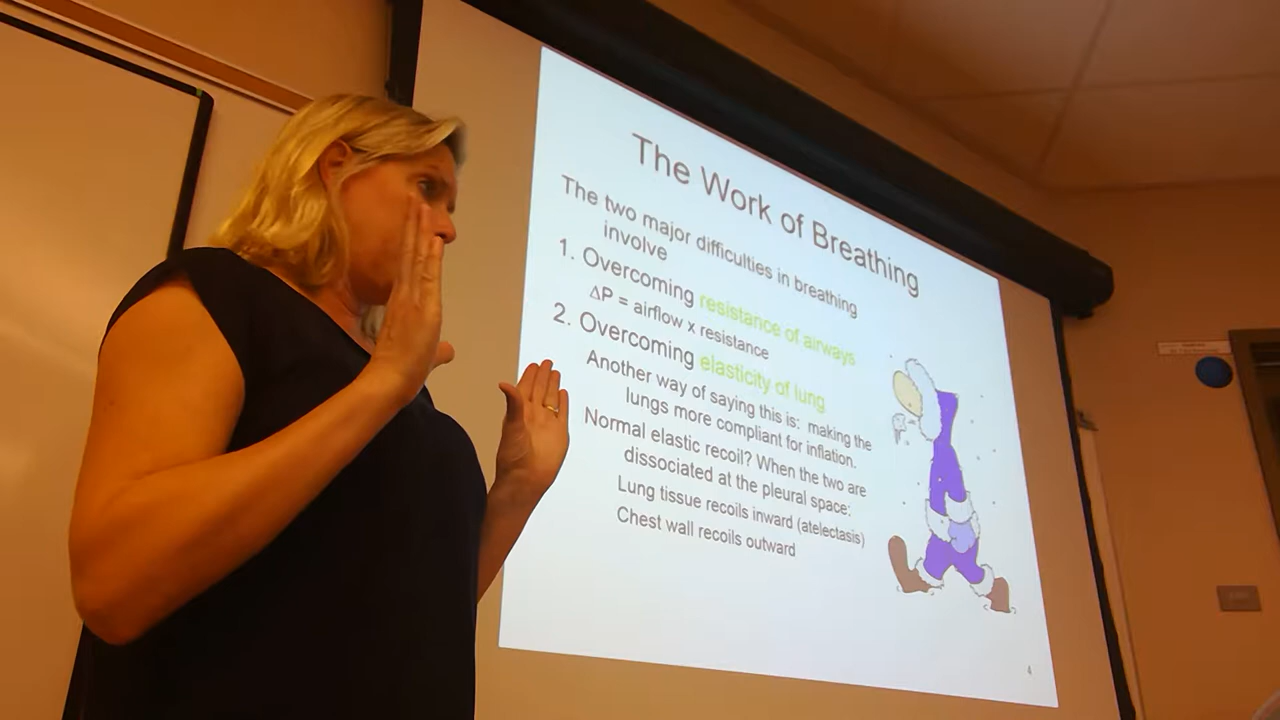 The Work of Breathing
The two major difficulties in breathing
involve
1. Overcoming resistance of airways
ΔP = airflow x resistance
2. Overcoming elasticity of lung
Another way of saying this is: making the
lungs more compliant for inflation.
Normal elastic recoil? When the two are
dissociated at the pleural space:
Lung tissue recoils inward (atelectasis)
Chest wall recoils outward
4